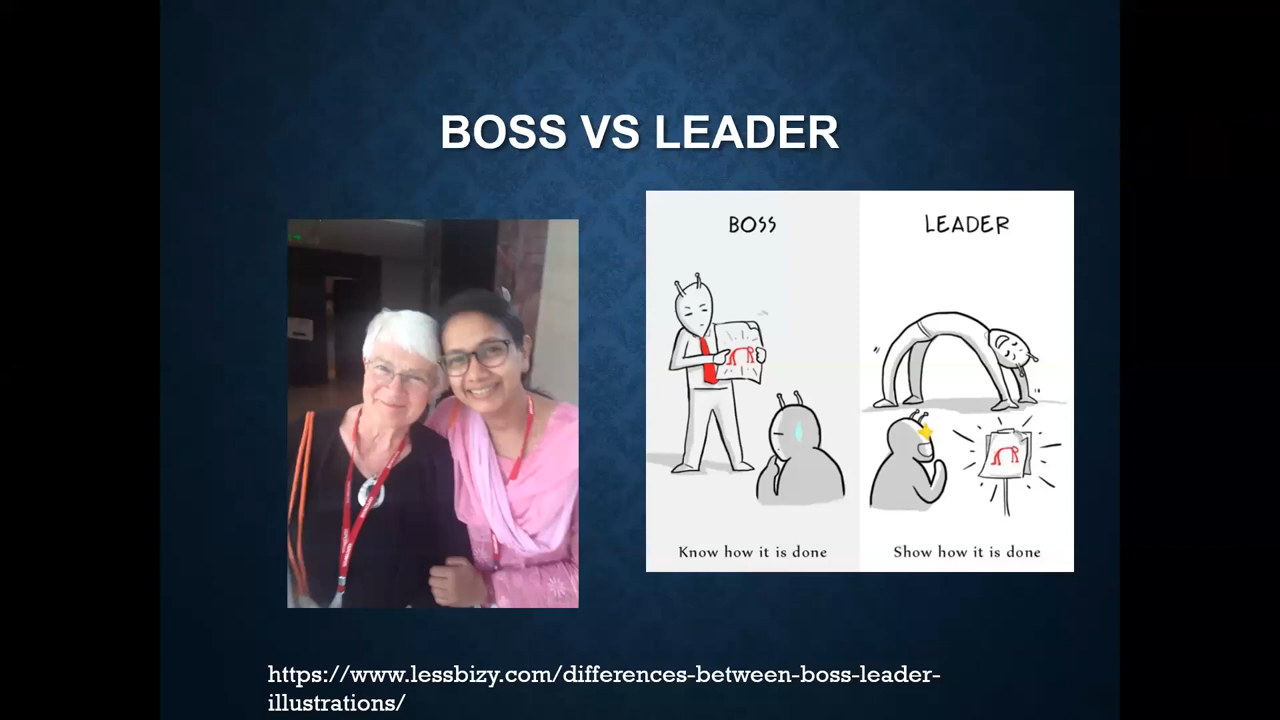 BOSS VS LEADER
BOSS
LEADER
Know how it is done
Show how it is done
https://www.lessbizy.com/differences-between-boss-leader-
illustrations/